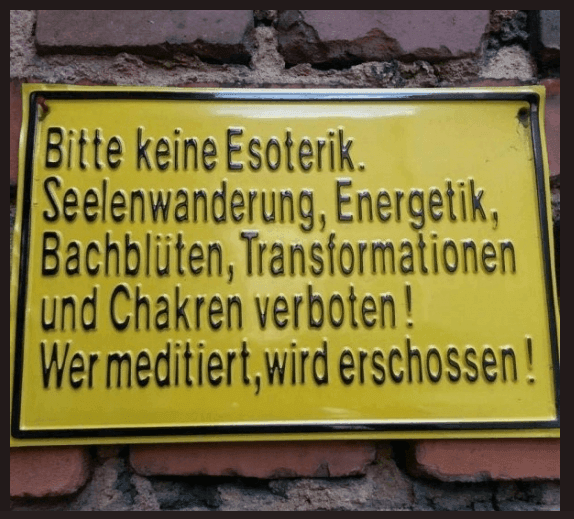 Bitte keine Esoterik.
Seelenwanderung, Energetik,
Bachblüten, Transformationen
und Chakren verboten!
Wer meditiert, wird erschossen!